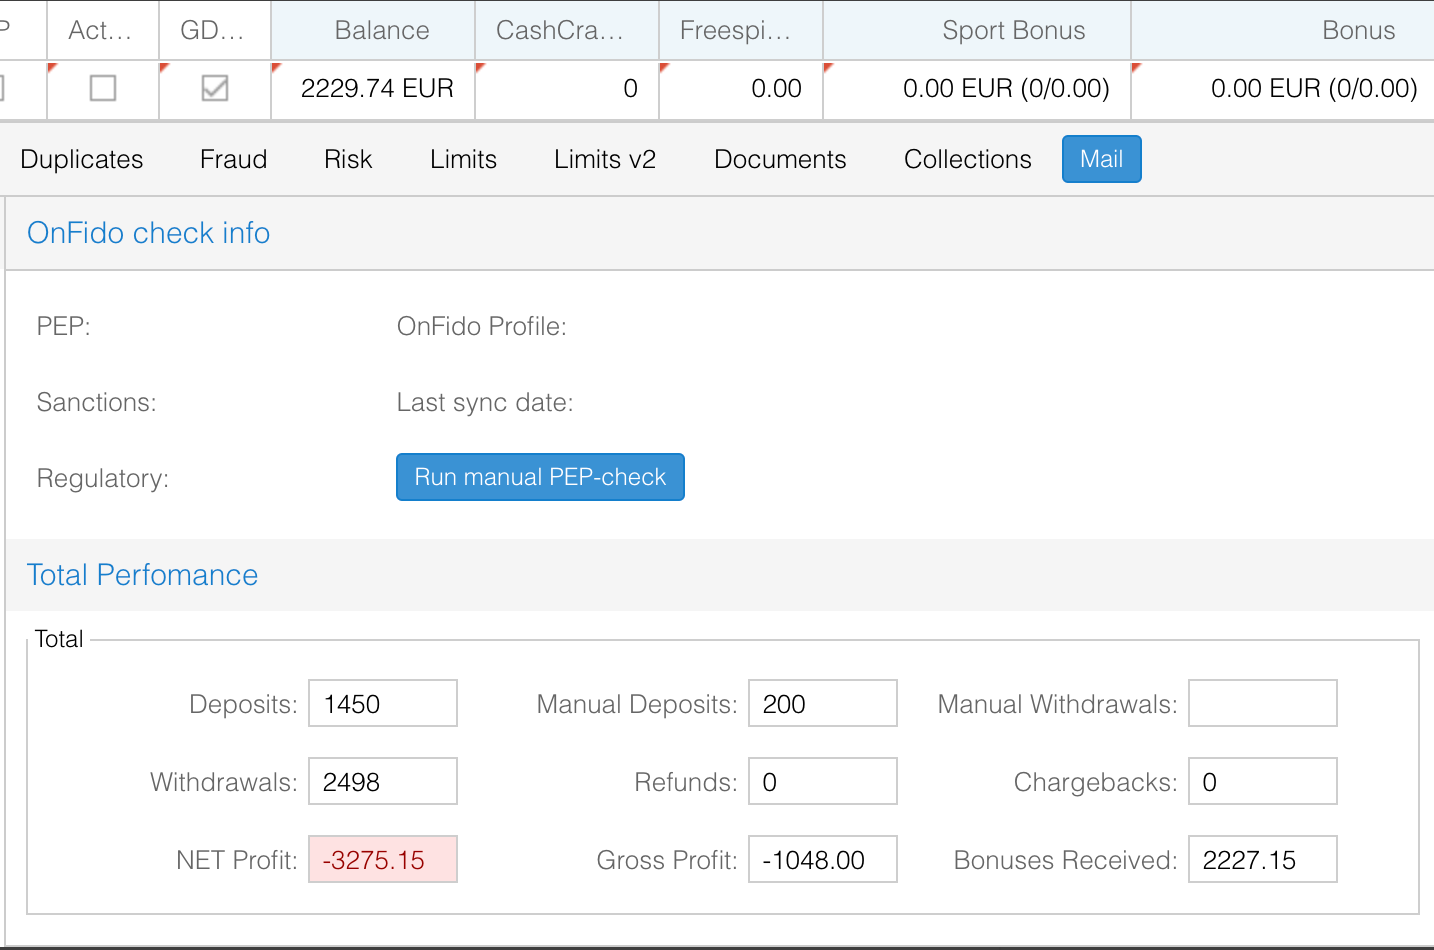 P Act... GD... Balance CashCra... Freespi... Sport Bonus Bonus
2229.74 EUR 0 0.00 0.00 EUR (0/0.00) 0.00 EUR (0/0.00)
Duplicates Fraud Risk Limits Limits v2 Documents Collections Mail
OnFido check info
PEP: OnFido Profile:
Sanctions: Last sync date:
Regulatory: Run manual PEP-check
Total Perfomance
Total
Deposits: 1450 Manual Deposits: 200 Manual Withdrawals:
Withdrawals: 2498 Refunds: 0 Chargebacks: 0
NET Profit: -3275.15 Gross Profit: -1048.00 Bonuses Received: 2227.15